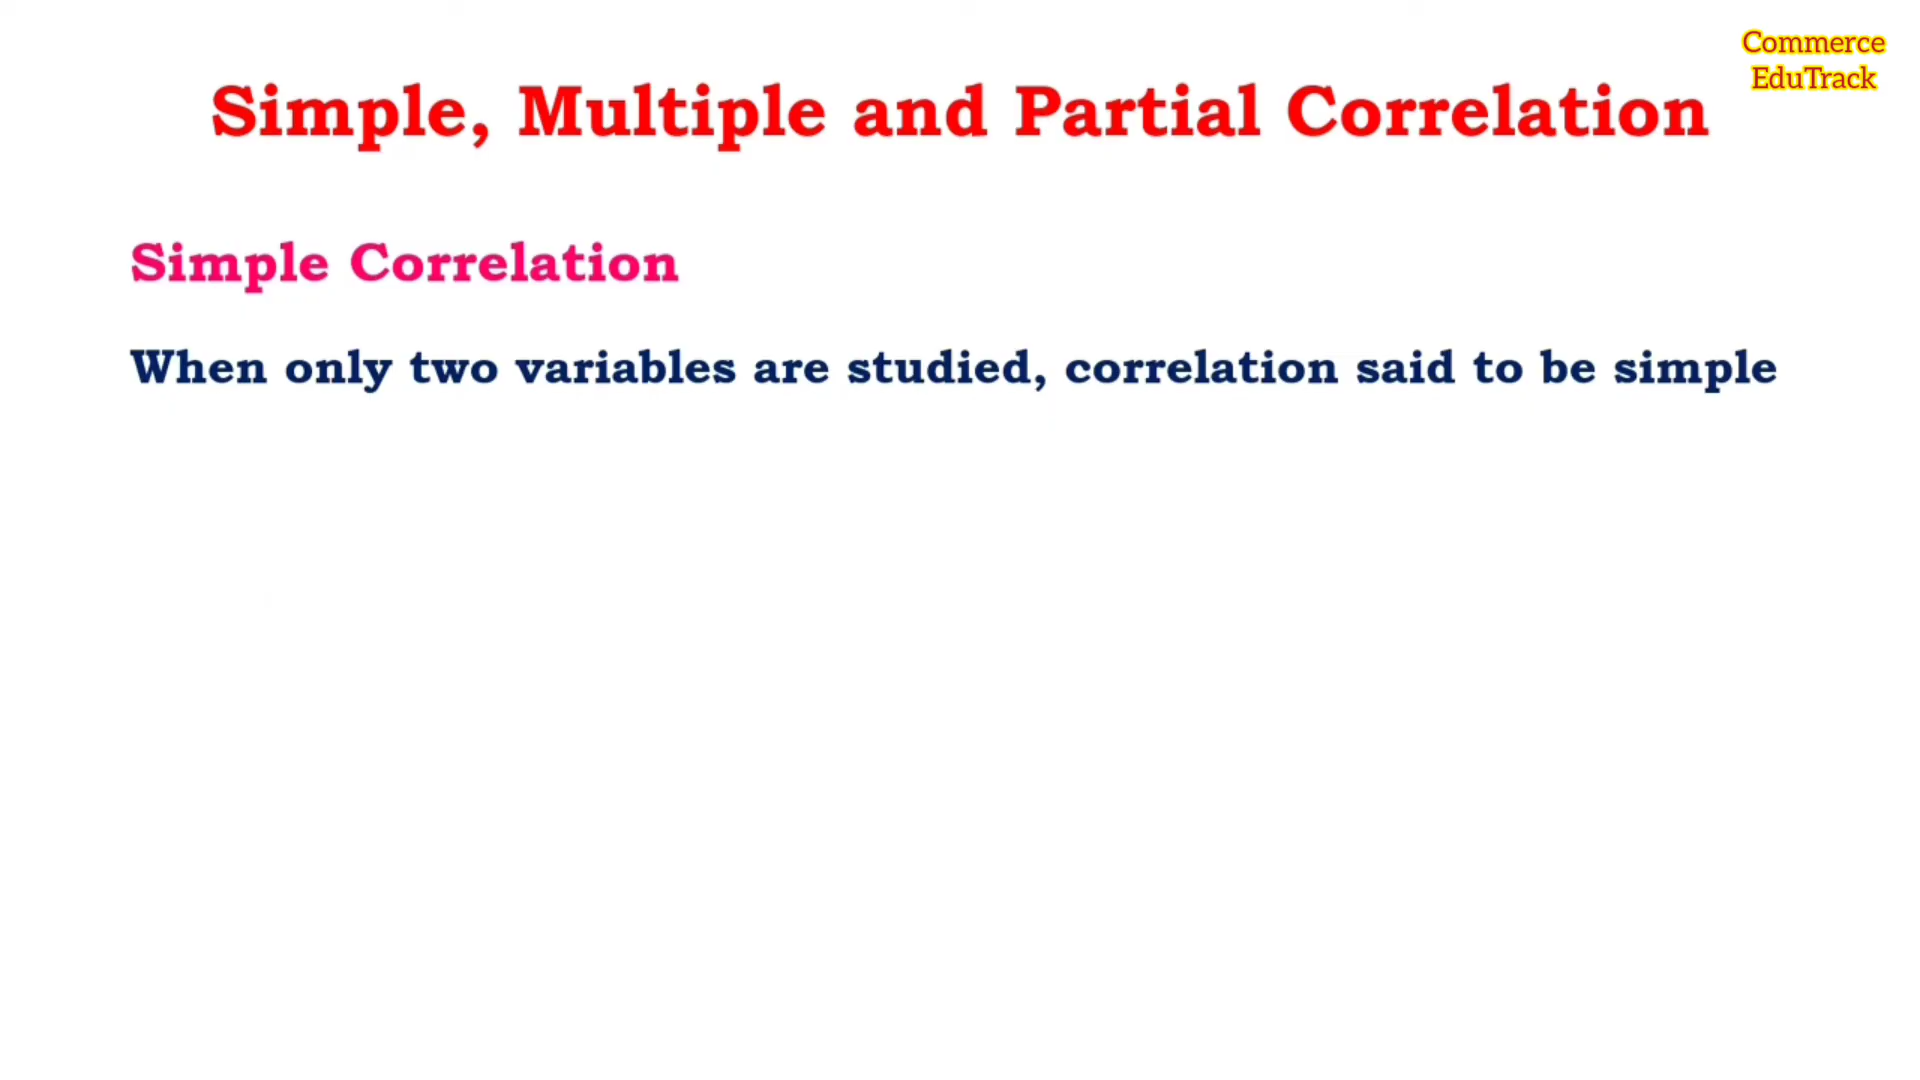 Commerce
EduTrack
Simple, Multiple and Partial Correlation
Simple Correlation
When only two variables are studied, correlation said to be simple